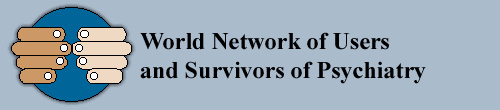 World Network of Users
and Survivors of Psychiatry